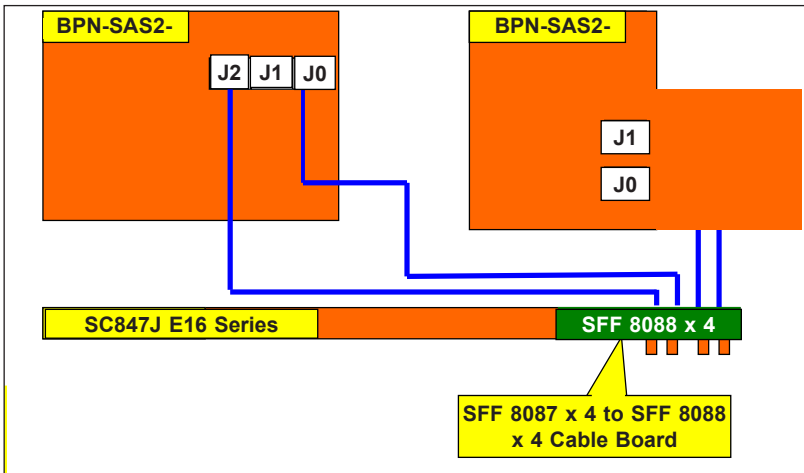 BPN-SAS2-
J2 J1 J0
BPN-SAS2-
J1
J0
SC847J E16 Series
SFF 8088 x 4
SFF 8087 x 4 to SFF 8088
x 4 Cable Board